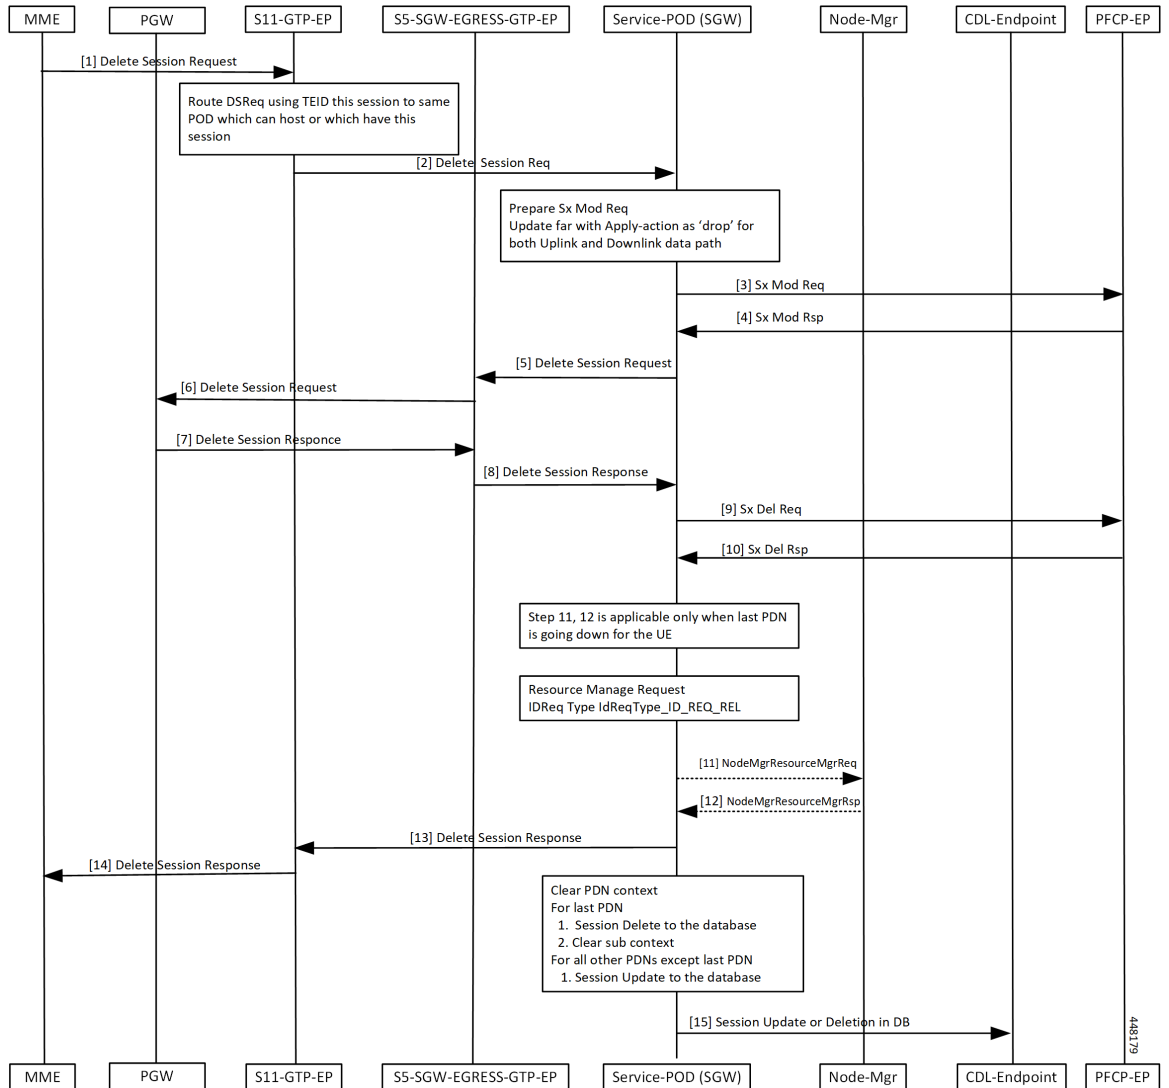 MME
PGW
S11-GTP-EP
S5-SGW-EGRESS-GTP-EP
Service-POD (SGW)
Node-Mgr
CDL-Endpoint
PFCP-EP
[1] Delete Session Request
Route DSReq using TEID this session to same
POD which can host or which have this
session
[2] Delete Session Req
Prepare Sx Mod Req
Update far with Apply-action as ‘drop’ for
both Uplink and Downlink data path
[3] Sx Mod Req
[4] Sx Mod Rsp
[5] Delete Session Request
[6] Delete Session Request
[7] Delete Session Responce
[8] Delete Session Response
[9] Sx Del Req
[10] Sx Del Rsp
Step 11, 12 is applicable only when last PDN
is going down for the UE
Resource Manage Request
IDReq Type IdReqType_ID_REQ_REL
[11] NodeMgrResourceMgrReq
[12] NodeMgrResourceMgrRsp
[13] Delete Session Response
[14] Delete Session Response
Clear PDN context
For last PDN
1. Session Delete to the database
2. Clear sub context
For all other PDNs except last PDN
1. Session Update to the database
[15] Session Update or Deletion in DB
448179
MME
PGW
S11-GTP-EP
S5-SGW-EGRESS-GTP-EP
Service-POD (SGW)
Node-Mgr
CDL-Endpoint
PFCP-EP